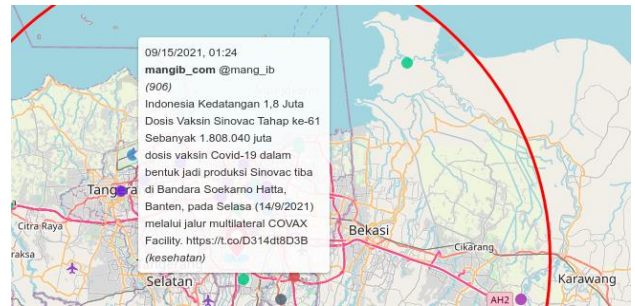 09/15/2021, 01:24
mangib_com @mang_ib
(906)
Indonesia Kedatangan 1,8 Juta
Dosis Vaksin Sinovac Tahap ke-61
Sebanyak 1.808.040 juta
dosis vaksin Covid-19 dalam
bentuk jadi produksi Sinovac tiba
di Bandara Soekarno Hatta,
Banten, pada Selasa (14/9/2021)
melalui jalur multilateral COVAX
Facility. https://t.co/D314dt8D3B
(kesehatan)
Tangera
Citra Raya
raksa
Bekasi
Cikarang
Karawang
Selatan
AH2